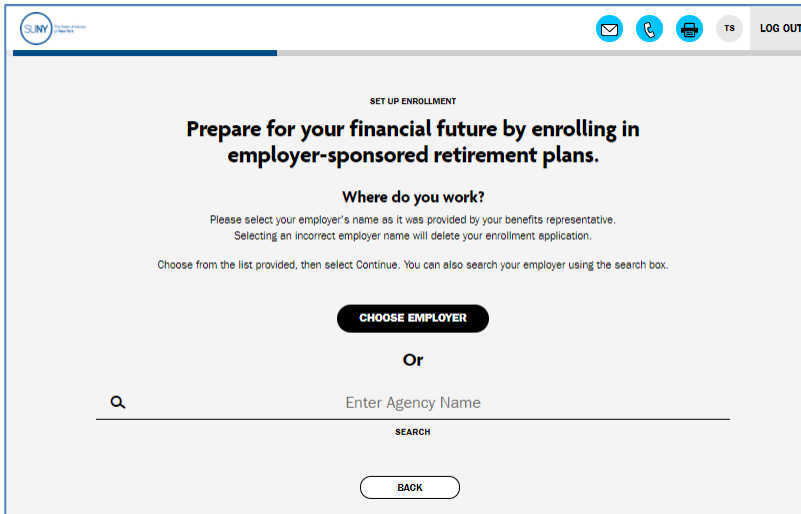 SUNY
The State University
of New York
TS
LOG OUT
SET UP ENROLLMENT
Prepare for your financial future by enrolling in
employer-sponsored retirement plans.
Where do you work?
Please select your employer's name as it was provided by your benefits representative.
Selecting an incorrect employer name will delete your enrollment application.
Choose from the list provided, then select Continue. You can also search your employer using the search box.
CHOOSE EMPLOYER
Or
Enter Agency Name
SEARCH
BACK